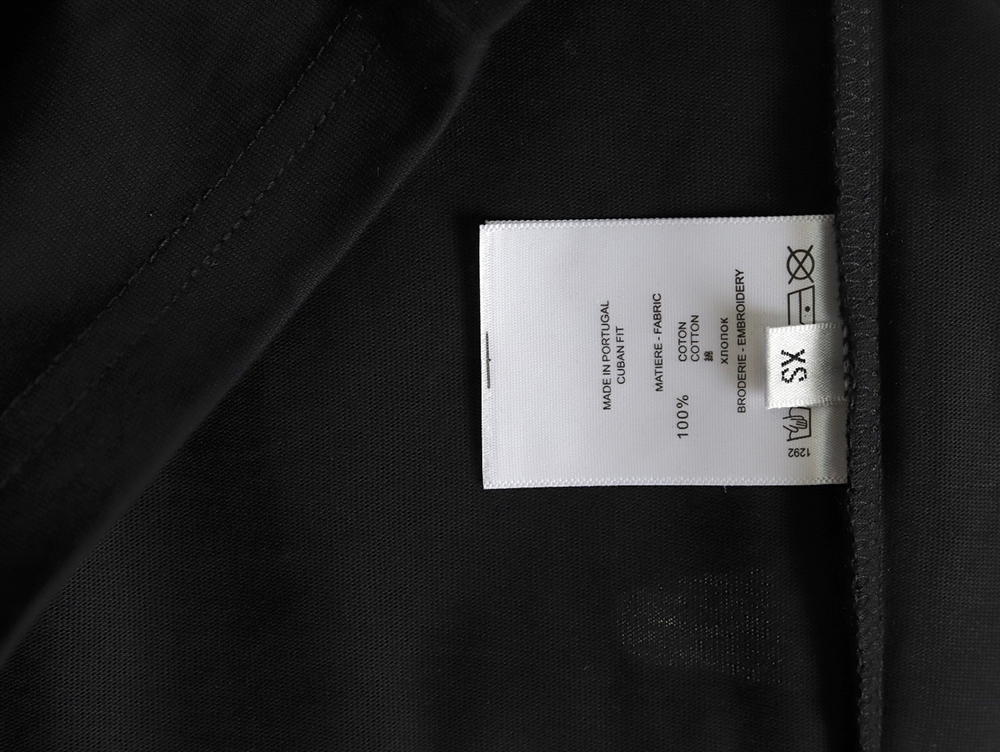 MADE IN PORTUGAL
CUBAN FIT
MATIERE - FABRIC
100% COTON
COTTON
ХЛОПОК
BRODERIE - EMBROIDERY
XS
1292